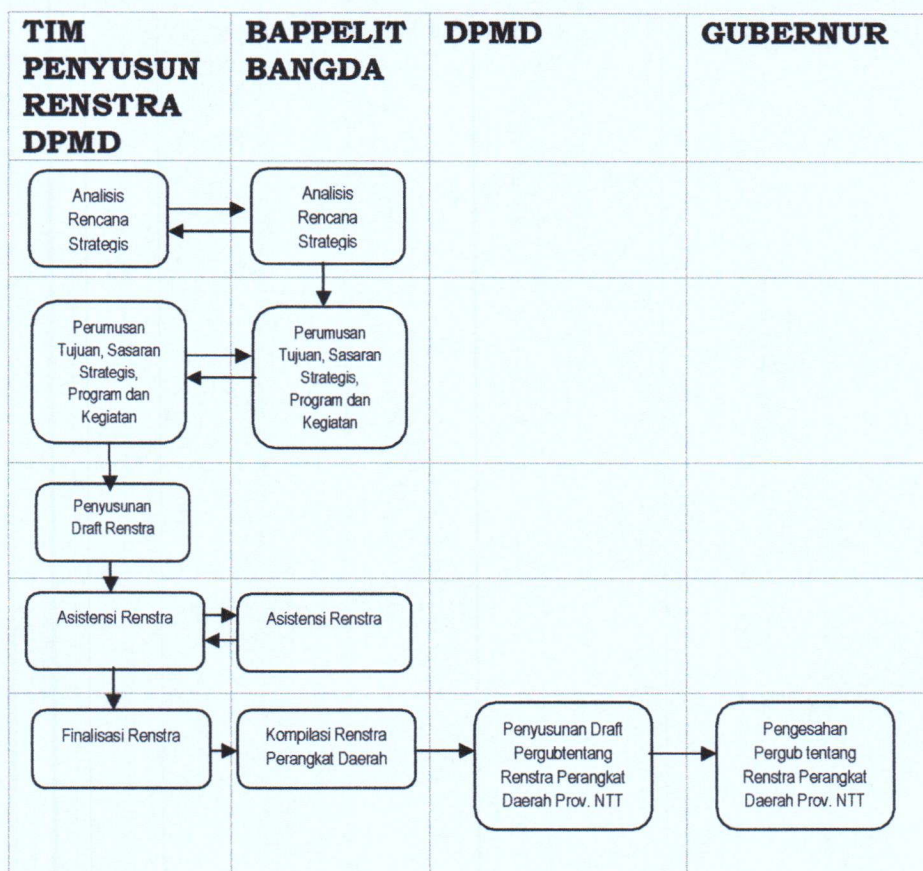 TIM
PENYUSUN
RENSTRA
DPMD
BAPPELIT
BANGDA
DPMD
GUBERNUR
Analisis
Rencana
Strategis
Analisis
Rencana
Strategis
Perumusan
Tujuan, Sasaran
Strategis,
Program dan
Kegiatan
Perumusan
Tujuan, Sasaran
Strategis,
Program dan
Kegiatan
Penyusunan
Draft Renstra
Asistensi Renstra
Asistensi Renstra
Finalisasi Renstra
Kompilasi Renstra
Perangkat Daerah
Penyusunan Draft
Pergubtentang
Renstra Perangkat
Daerah Prov. NTT
Pengesahan
Pergub tentang
Renstra Perangkat
Daerah Prov. NTT